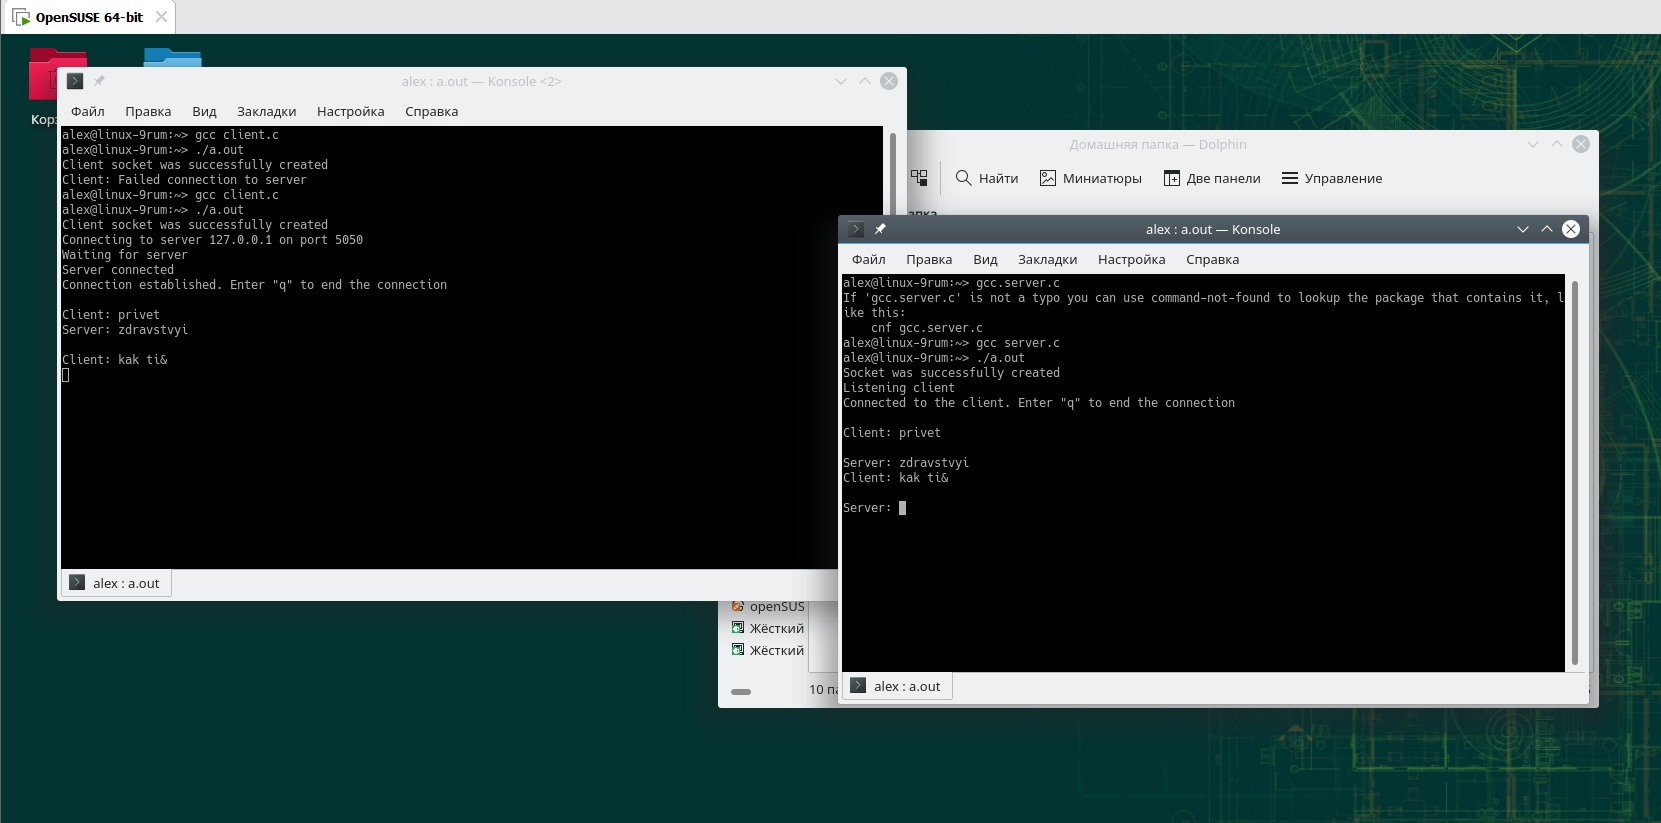 OpenSUSE 64-bit
alex : a.out — Konsole <2>
Файл Правка Вид Закладки Настройка Справка
alex@linux-9rum:~> gcc client.c
alex@linux-9rum:~> ./a.out
Client socket was successfully created
Client: Failed connection to server
alex@linux-9rum:~> gcc client.c
alex@linux-9rum:~> ./a.out
Client socket was successfully created
Connecting to server 127.0.0.1 on port 5050
Waiting for server
Server connected
Connection established. Enter "q" to end the connection
Client: privet
Server: zdravstvyi
Client: kak ti&
alex : a.out
Домашняя папка — Dolphin
Найти Миниатюры Две панели Управление
alex : a.out — Konsole
Файл Правка Вид Закладки Настройка Справка
alex@linux-9rum:~> gcc.server.c
If 'gcc.server.c' is not a typo you can use command-not-found to lookup the package that contains it, l
ike this:
cnf gcc.server.c
alex@linux-9rum:~> gcc server.c
alex@linux-9rum:~> ./a.out
Socket was successfully created
Listening client
Connected to the client. Enter "q" to end the connection
Client: privet
Server: zdravstvyi
Client: kak ti&
Server:
alex : a.out
openSUS
Жёсткий
Жёсткий
10 па